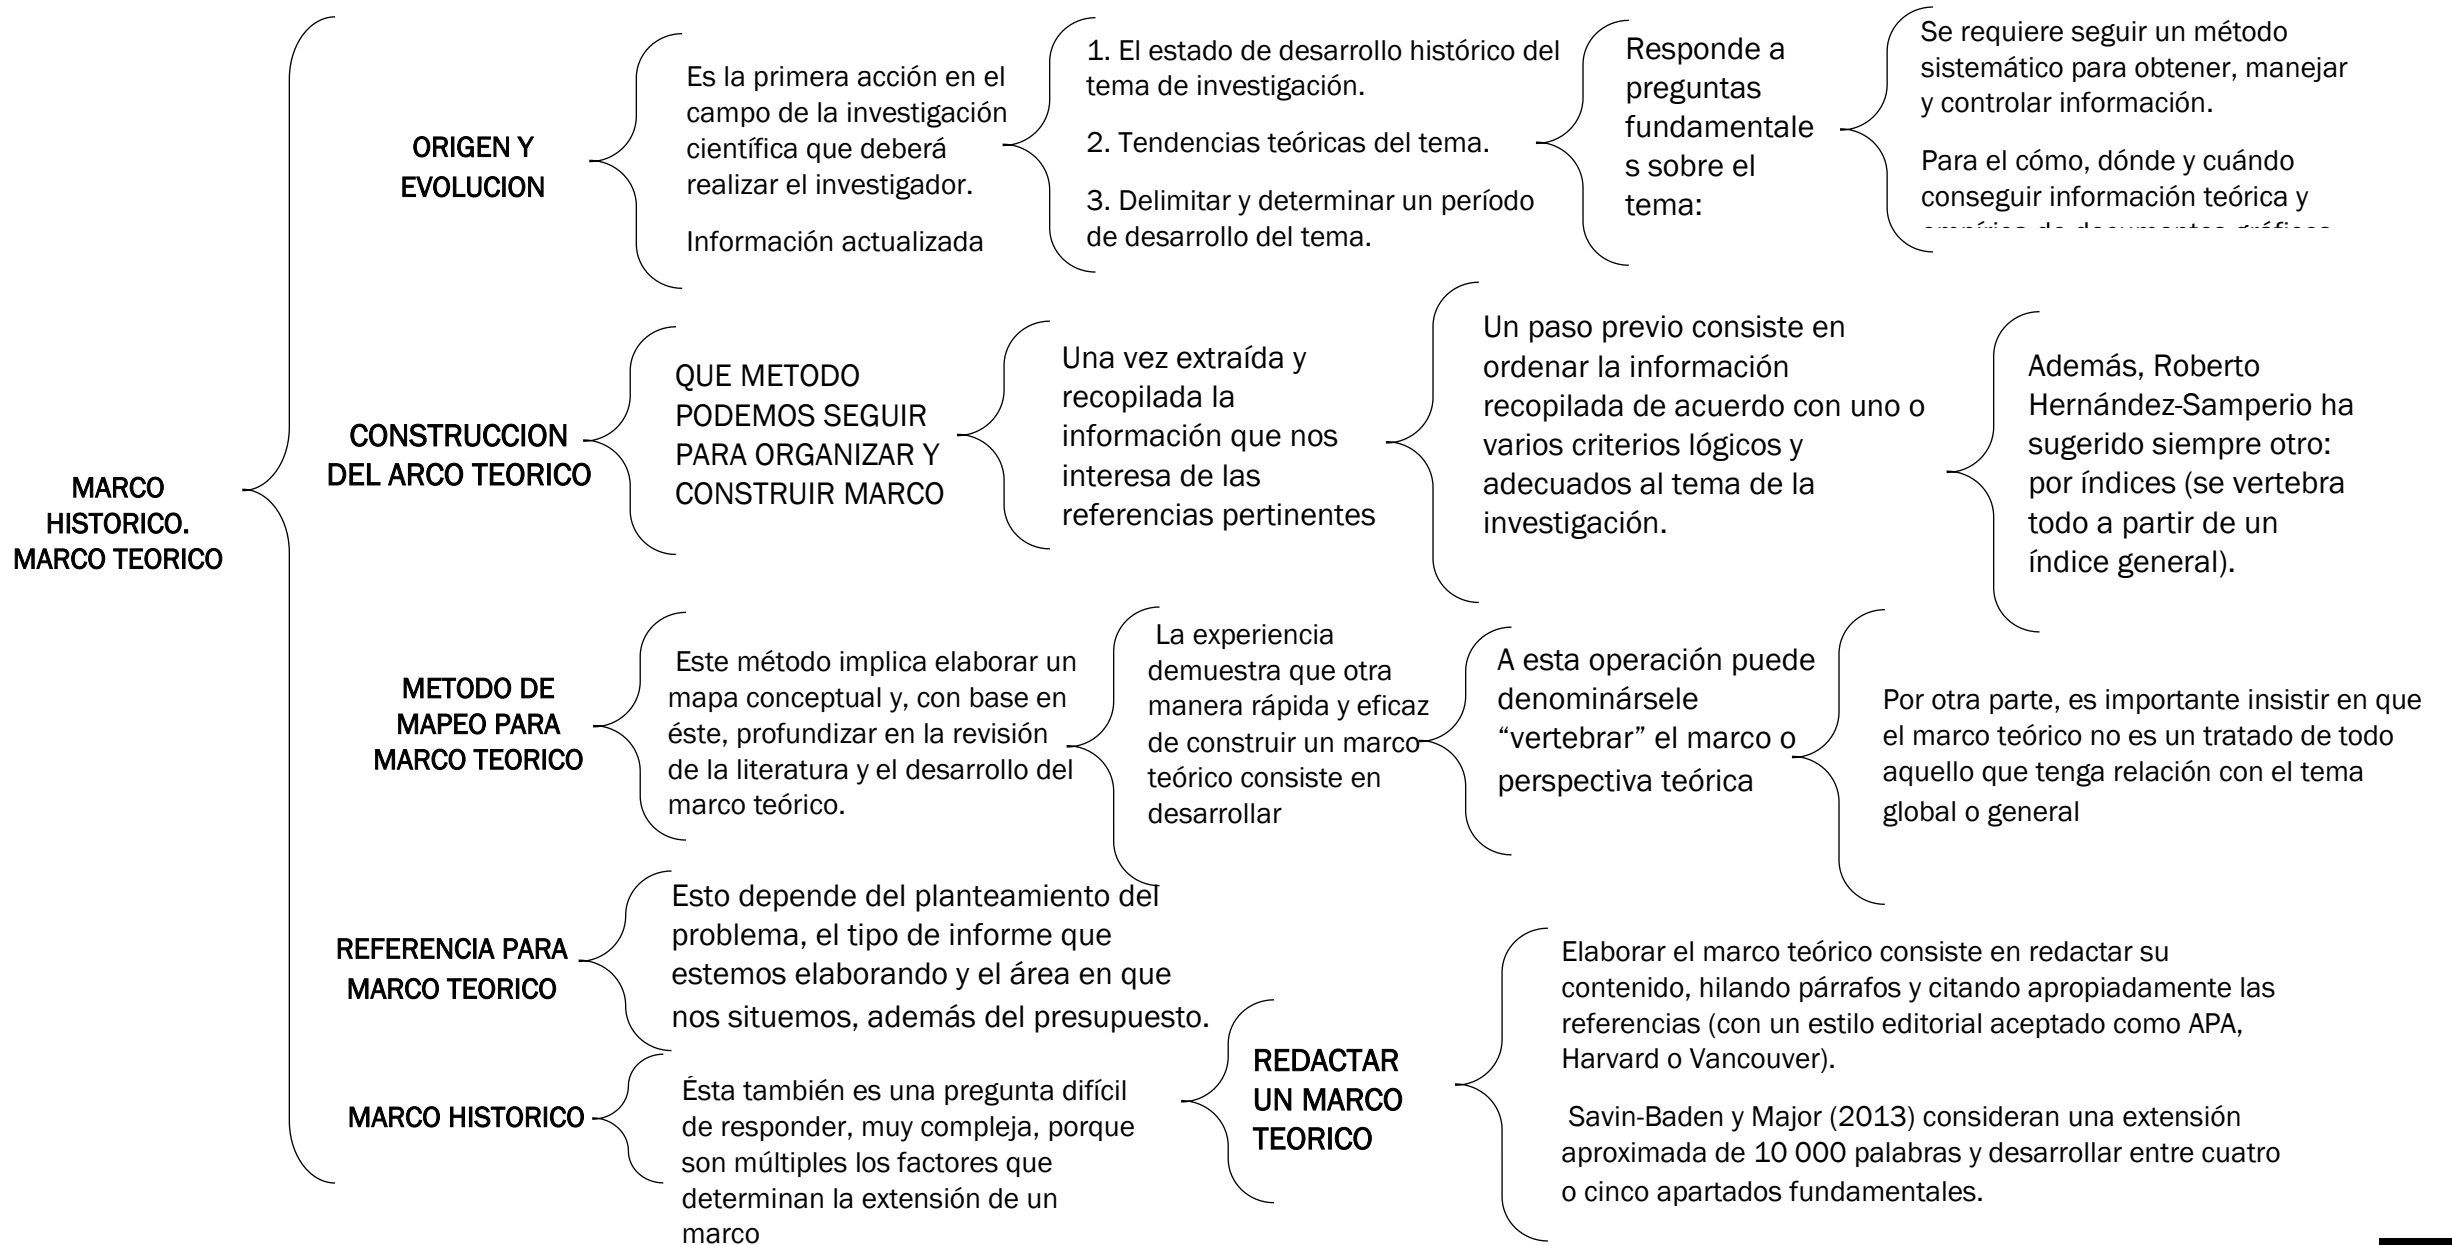 MARCO
HISTORICO.
MARCO TEORICO
ORIGEN Y
EVOLUCION
Es la primera acción en el
campo de la investigación
científica que deberá
realizar el investigador.
Información actualizada
1. El estado de desarrollo histórico del
tema de investigación.
2. Tendencias teóricas del tema.
3. Delimitar y determinar un período
de desarrollo del tema.
Responde a
preguntas
fundamentale
s sobre el
tema:
Se requiere seguir un método
sistemático para obtener, manejar
y controlar información.
Para el cómo, dónde y cuándo
conseguir información teórica y
empírica de documentos gráficos
CONSTRUCCION
DEL ARCO TEORICO
QUE METODO
PODEMOS SEGUIR
PARA ORGANIZAR Y
CONSTRUIR MARCO
Una vez extraída y
recopilada la
información que nos
interesa de las
referencias pertinentes
Un paso previo consiste en
ordenar la información
recopilada de acuerdo con uno o
varios criterios lógicos y
adecuados al tema de la
investigación.
Además, Roberto
Hernández-Samperio ha
sugerido siempre otro:
por índices (se vertebra
todo a partir de un
índice general).
METODO DE
MAPEO PARA
MARCO TEORICO
Este método implica elaborar un
mapa conceptual y, con base en
éste, profundizar en la revisión
de la literatura y el desarrollo del
marco teórico.
La experiencia
demuestra que otra
manera rápida y eficaz
de construir un marco
teórico consiste en
desarrollar
A esta operación puede
denominársele
“vertebrar” el marco o
perspectiva teórica
Por otra parte, es importante insistir en que
el marco teórico no es un tratado de todo
aquello que tenga relación con el tema
global o general
REFERENCIA PARA
MARCO TEORICO
Esto depende del planteamiento del
problema, el tipo de informe que
estemos elaborando y el área en que
nos situemos, además del presupuesto.
MARCO HISTORICO
Ésta también es una pregunta difícil
de responder, muy compleja, porque
son múltiples los factores que
determinan la extensión de un
marco
REDACTAR
UN MARCO
TEORICO
Elaborar el marco teórico consiste en redactar su
contenido, hilando párrafos y citando apropiadamente las
referencias (con un estilo editorial aceptado como APA,
Harvard o Vancouver).
Savin-Baden y Major (2013) consideran una extensión
aproximada de 10 000 palabras y desarrollar entre cuatro
o cinco apartados fundamentales.